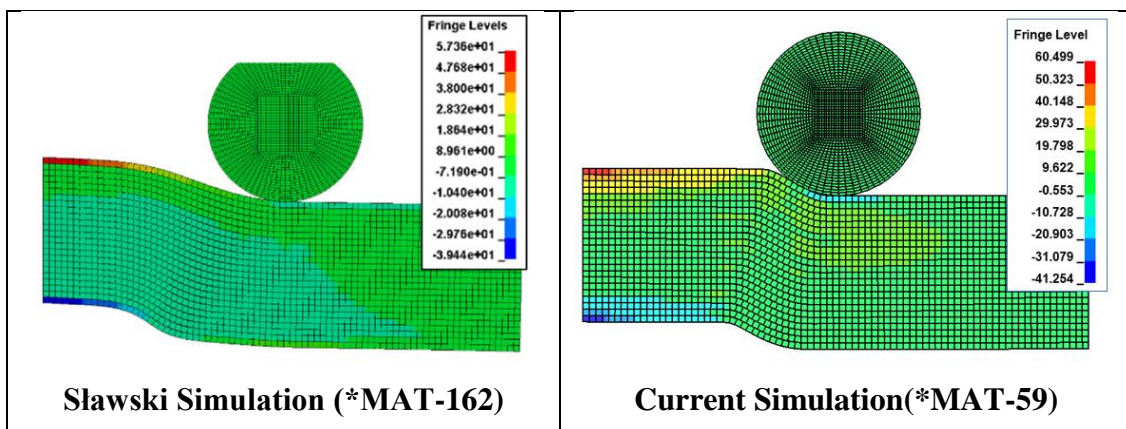 Fringe Levels
5.736e+01
4.768e+01
3.800e+01
2.832e+01
1.864e+01
8.961e+00
-7.190e-01
-1.040e+01
-2.008e+01
-2.976e+01
-3.944e+01
Sławski Simulation (*MAT-162)
Fringe Level
60.499
50.323
40.148
29.973
19.798
9.622
-0.553
-10.728
-20.903
-31.079
-41.254
Current Simulation(*MAT-59)